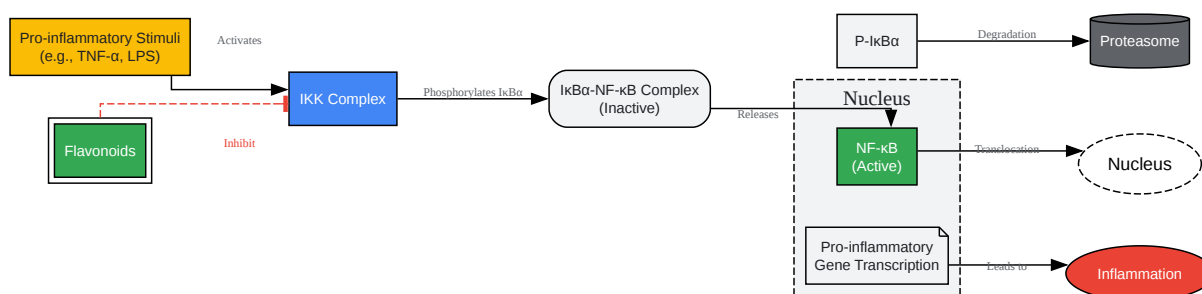 Pro-inflammatory Stimuli
(e.g., TNF-α, LPS)
Activates
Flavonoids
Inhibit
IKK Complex
Phosphorylates IκBα
IκBα-NF-κB Complex
(Inactive)
Releases
P-IκBα
Degradation
Proteasome
Nucleus
NF-κB
(Active)
Translocation
Nucleus
Pro-inflammatory
Gene Transcription
Leads to
Inflammation